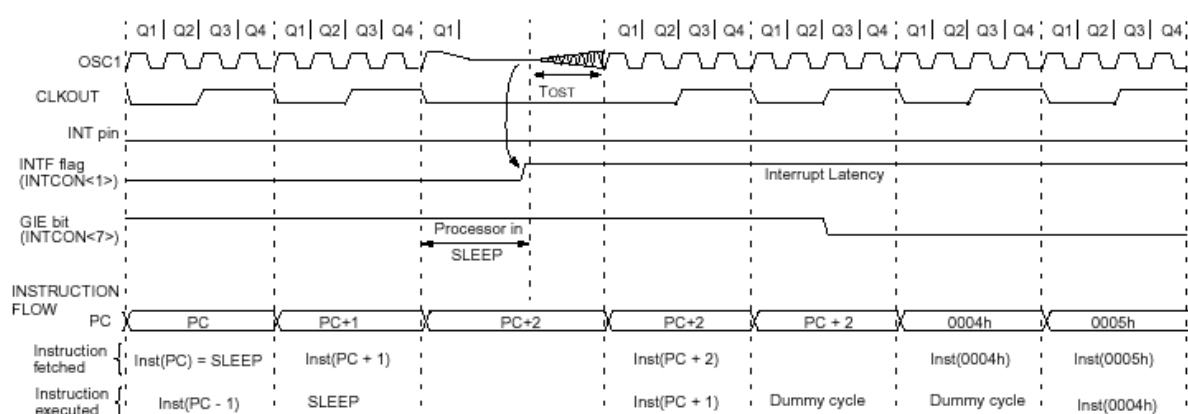 Q1 Q2 Q3 Q4 Q1 Q2 Q3 Q4 Q1 Q1 Q2 Q3 Q4 Q1 Q2 Q3 Q4 Q1 Q2 Q3 Q4 Q1 Q2 Q3 Q4
OSC1
TOST
CLKOUT
INT pin
INTF flag
(INTCON<1>)
Interrupt Latency
GIE bit
(INTCON<7>)
Processor in
SLEEP
INSTRUCTION
FLOW
PC PC PC+1 PC+2 PC+2 PC + 2 0004h 0005h
Instruction
fetched
Inst(PC) = SLEEP Inst(PC + 1) Inst(PC + 2) Inst(0004h) Inst(0005h)
Instruction
executed
Inst(PC - 1) SLEEP Inst(PC + 1) Dummy cycle Dummy cycle Inst(0004h)